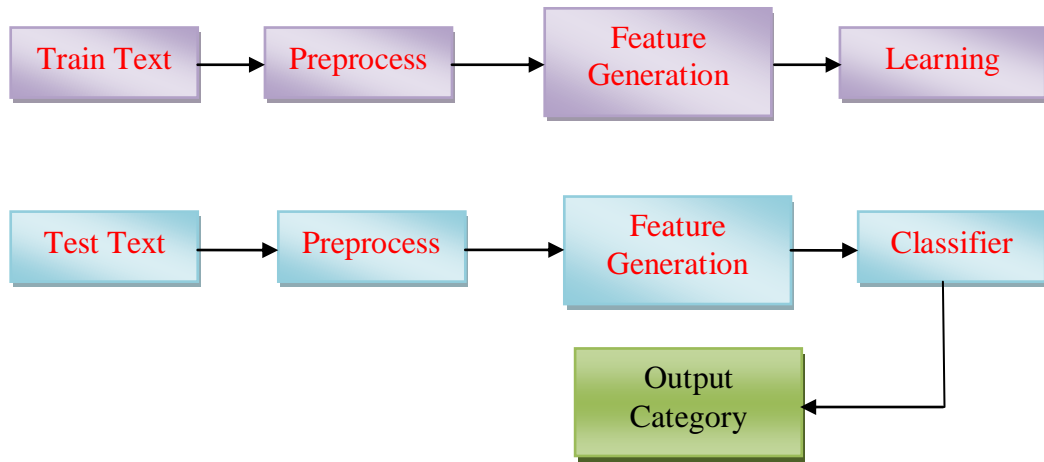 Train Text
Preprocess
Feature
Generation
Learning
Test Text
Preprocess
Feature
Generation
Classifier
Output
Category